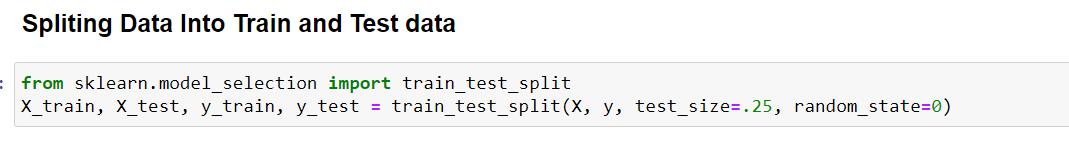 Spliting Data Into Train and Test data
: from sklearn.model_selection import train_test_split
X_train, X_test, y_train, y_test = train_test_split(X, y, test_size=.25, random_state=0)